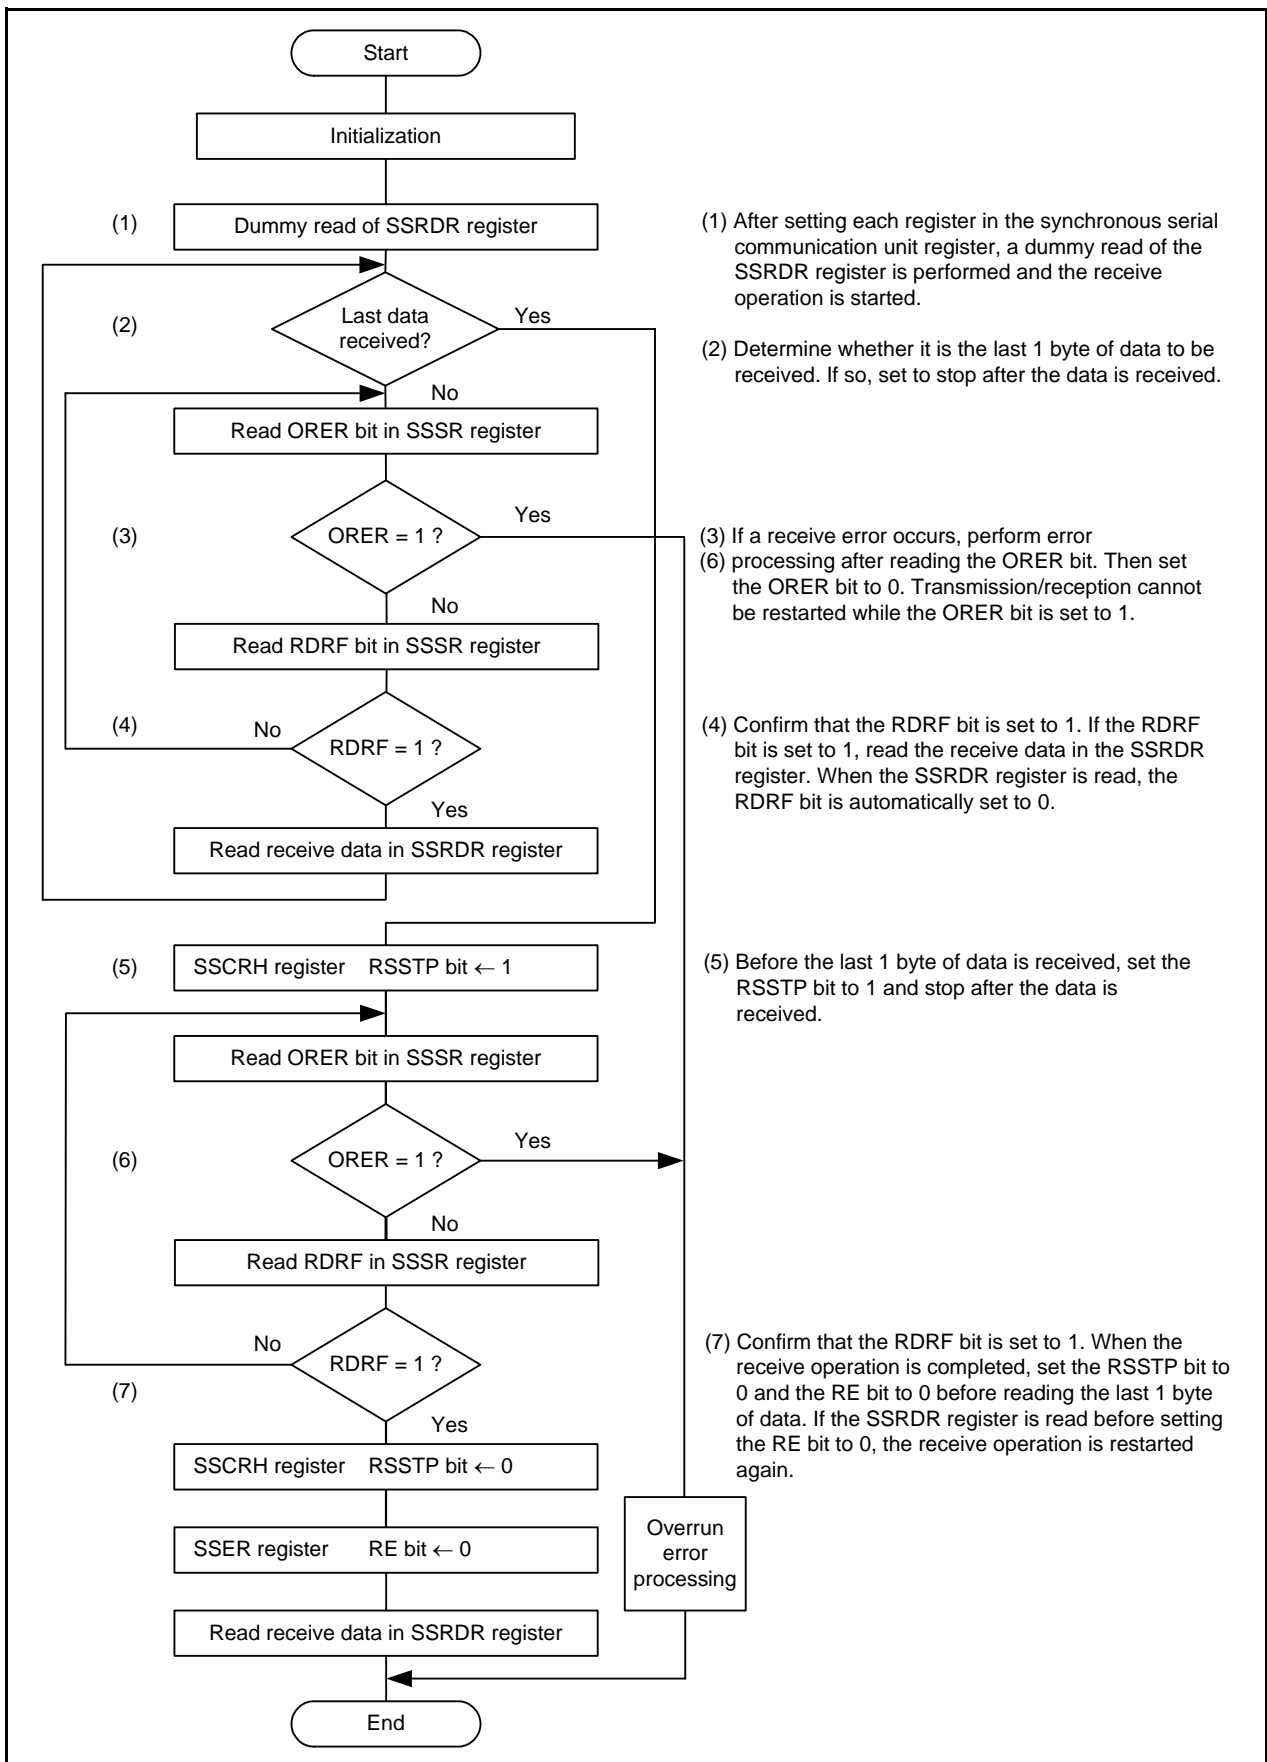 Start
Initialization
(1)
Dummy read of SSRDR register
(1) After setting each register in the synchronous serial
communication unit register, a dummy read of the
SSRDR register is performed and the receive
operation is started.
(2)
Last data
received?
Yes
No
(2) Determine whether it is the last 1 byte of data to be
received. If so, set to stop after the data is received.
Read ORER bit in SSSR register
(3)
ORER = 1 ?
Yes
No
(3) If a receive error occurs, perform error
(6) processing after reading the ORER bit. Then set
the ORER bit to 0. Transmission/reception cannot
be restarted while the ORER bit is set to 1.
Read RDRF bit in SSSR register
(4)
No
RDRF = 1 ?
Yes
(4) Confirm that the RDRF bit is set to 1. If the RDRF
bit is set to 1, read the receive data in the SSRDR
register. When the SSRDR register is read, the
RDRF bit is automatically set to 0.
Read receive data in SSRDR register
(5)
SSCRH register RSSTP bit ← 1
(5) Before the last 1 byte of data is received, set the
RSSTP bit to 1 and stop after the data is
received.
Read ORER bit in SSSR register
(6)
ORER = 1 ?
Yes
No
Read RDRF in SSSR register
No
RDRF = 1 ?
(7)
Yes
(7) Confirm that the RDRF bit is set to 1. When the
receive operation is completed, set the RSSTP bit to
0 and the RE bit to 0 before reading the last 1 byte
of data. If the SSRDR register is read before setting
the RE bit to 0, the receive operation is restarted
again.
SSCRH register RSSTP bit ← 0
SSER register RE bit ← 0
Overrun
error
processing
Read receive data in SSRDR register
End